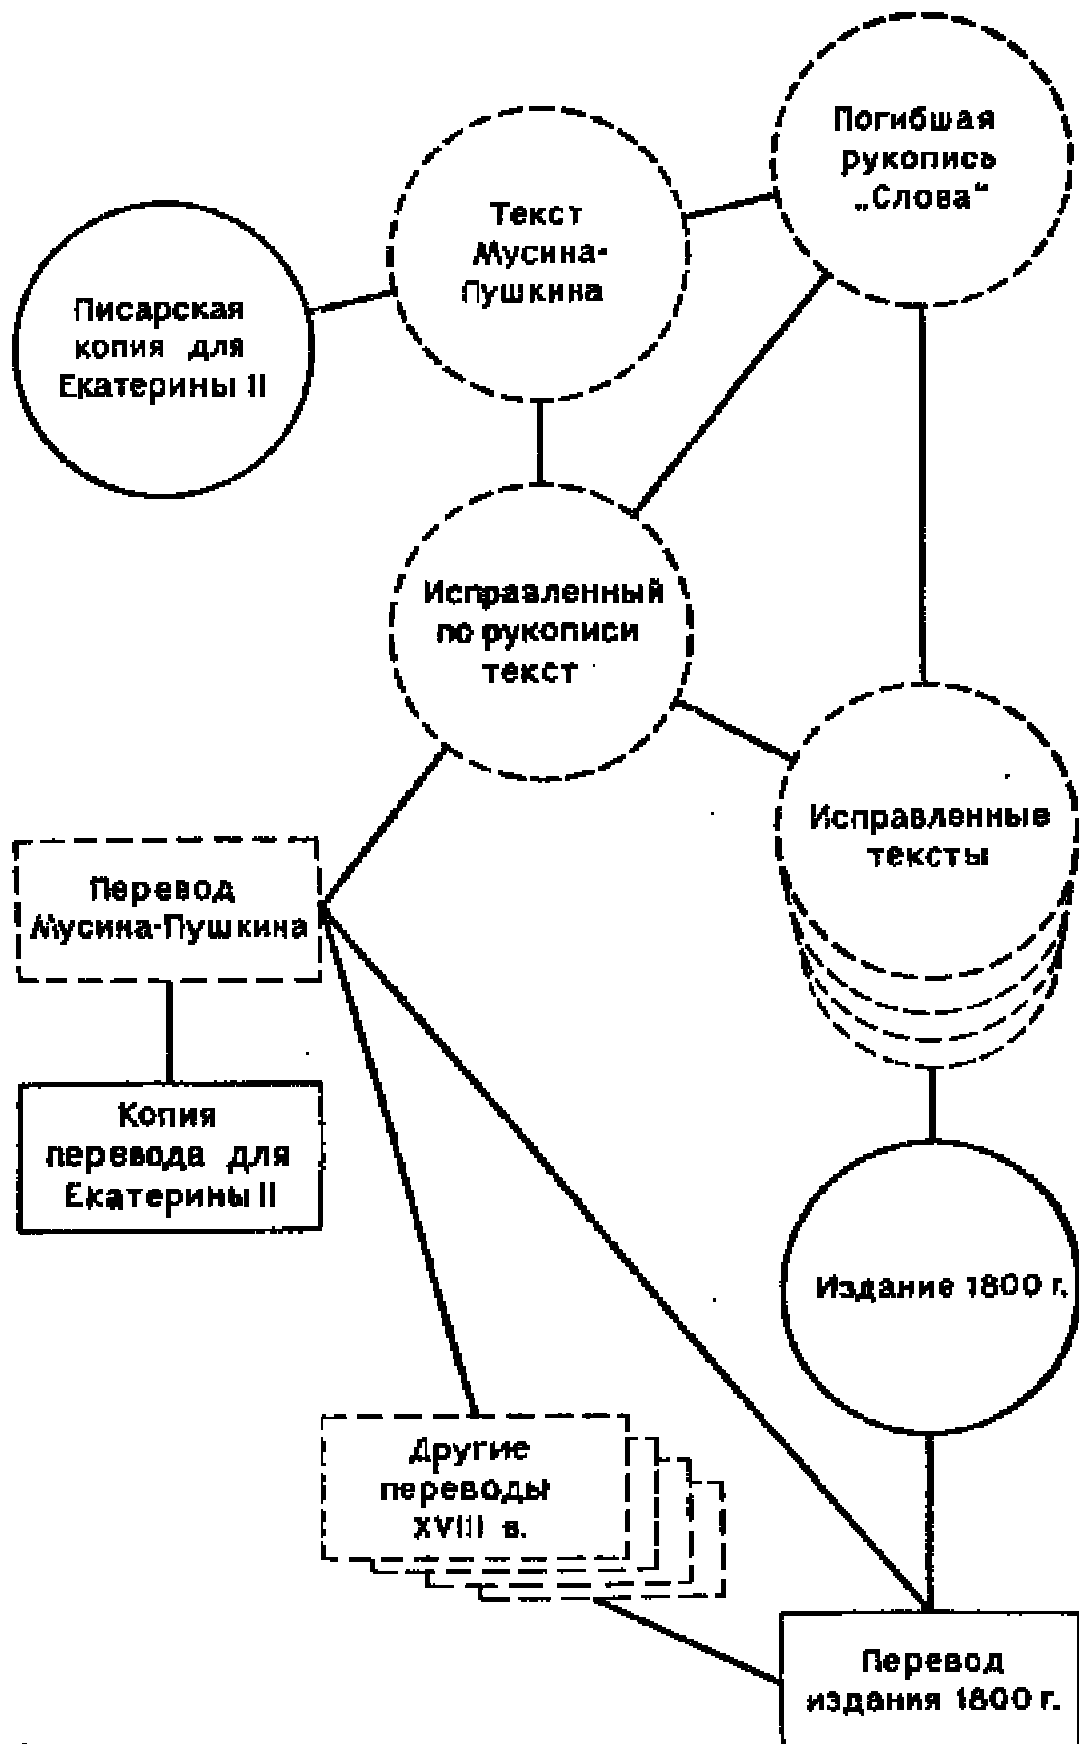 Погибшая
рукопись
„Слова“
Текст
Мусина-
Пушкина
Писарская
копия для
Екатерины II
Исправленный
по рукописи
текст
Исправленные
тексты
Перевод
Мусина-Пушкина
Копия
перевода для
Екатерины II
Издание 1800 г.
Другие
переводы
XVIII в.
Перевод
издания 1800 г.